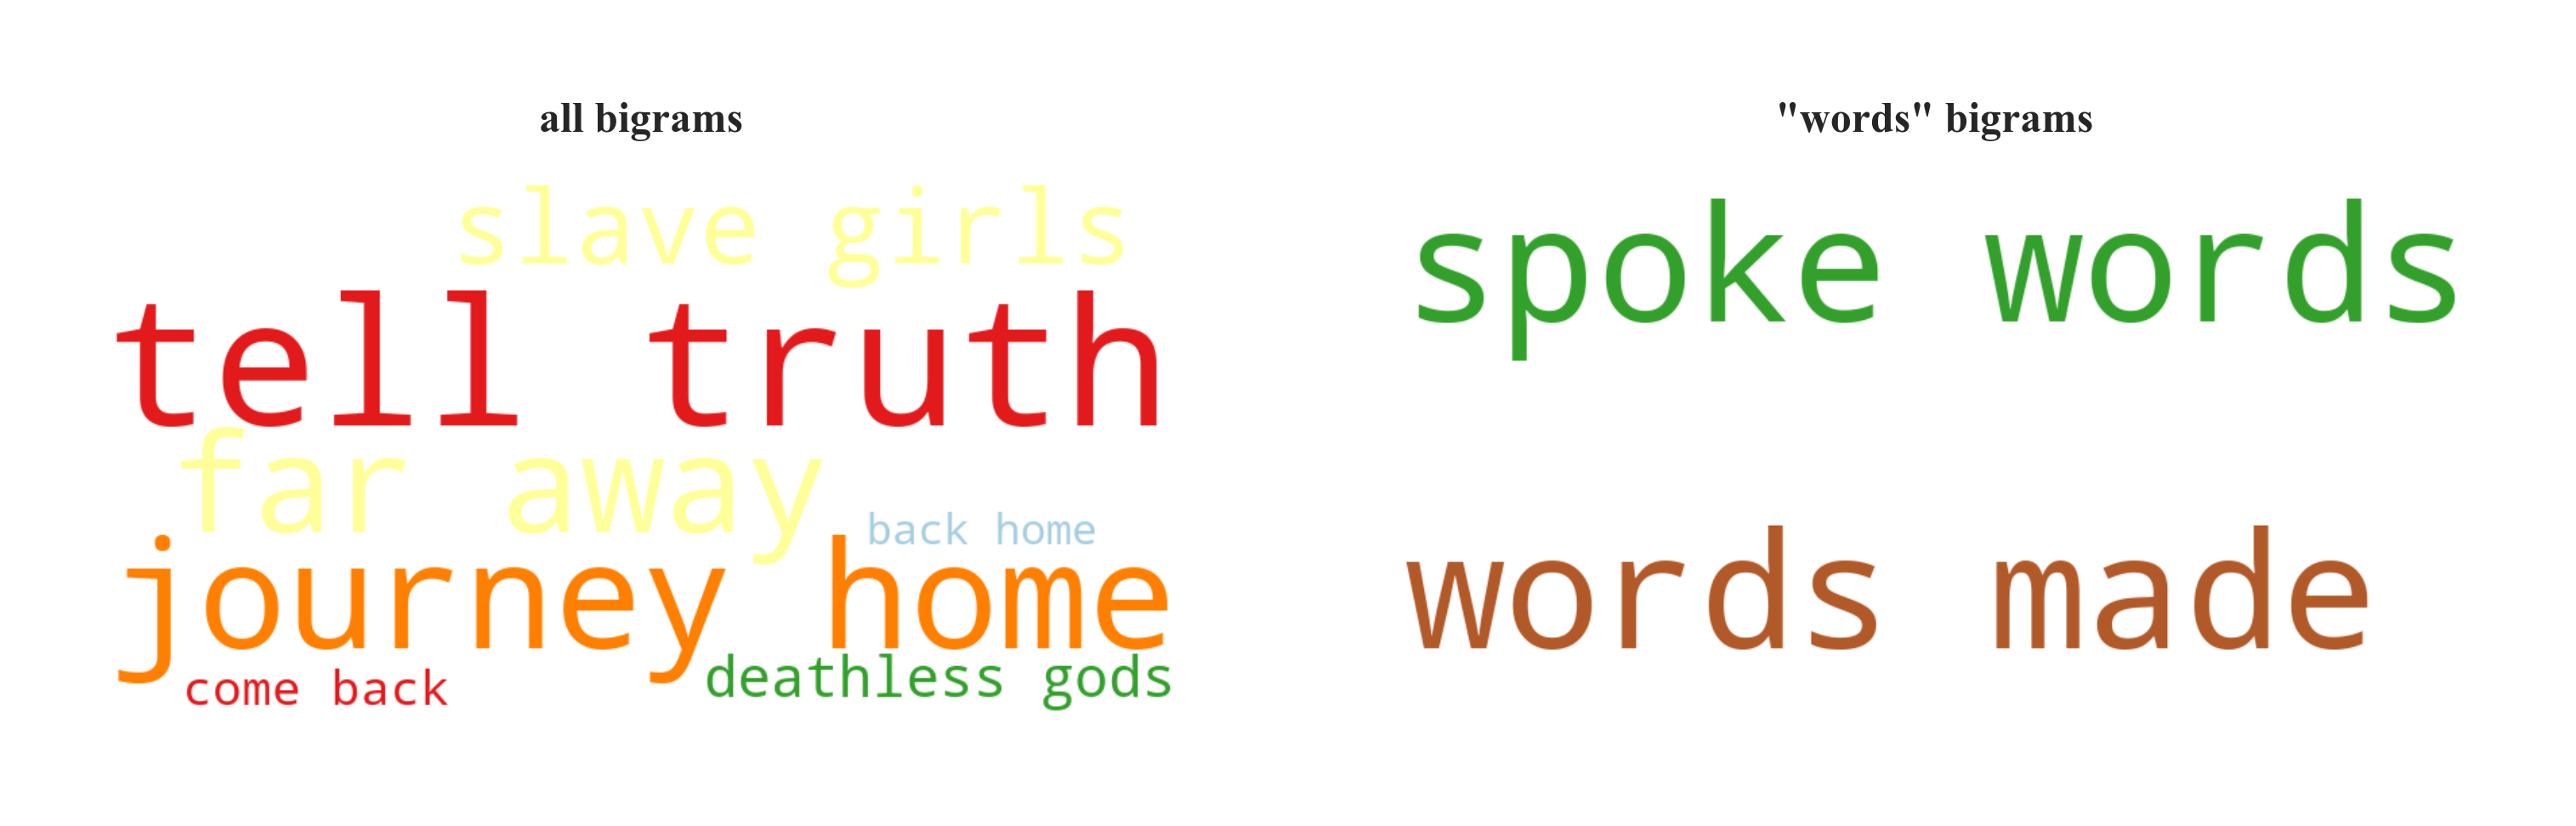 all bigrams
slave girls
tell truth
far away
back home
journey home
come back
deathless gods
"words" bigrams
spoke words
words made